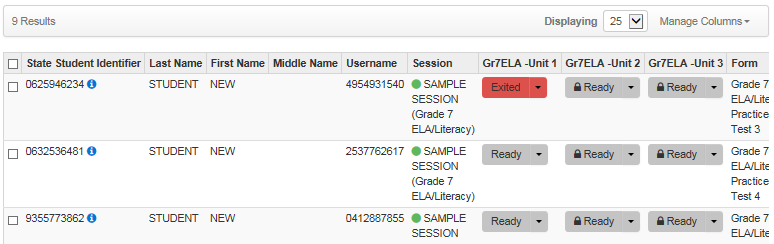 9 Results Displaying 25 Manage Columns
State Student Identifier Last Name First Name Middle Name Username Session Gr7ELA -Unit 1 Gr7ELA -Unit 2 Gr7ELA -Unit 3 Form
0625946234 STUDENT NEW 4954931540 SAMPLE Exited Ready Ready Grade 7
SESSION ELA/Litera
(Grade 7 Practice
ELA/Literacy) Test 3
0632536481 STUDENT NEW 2537762617 SAMPLE Ready Ready Ready Grade 7
SESSION ELA/Litera
(Grade 7 Practice
ELA/Literacy) Test 4
9355773862 STUDENT NEW 0412887855 SAMPLE Ready Ready Ready Grade 7
SESSION ELA/Litera